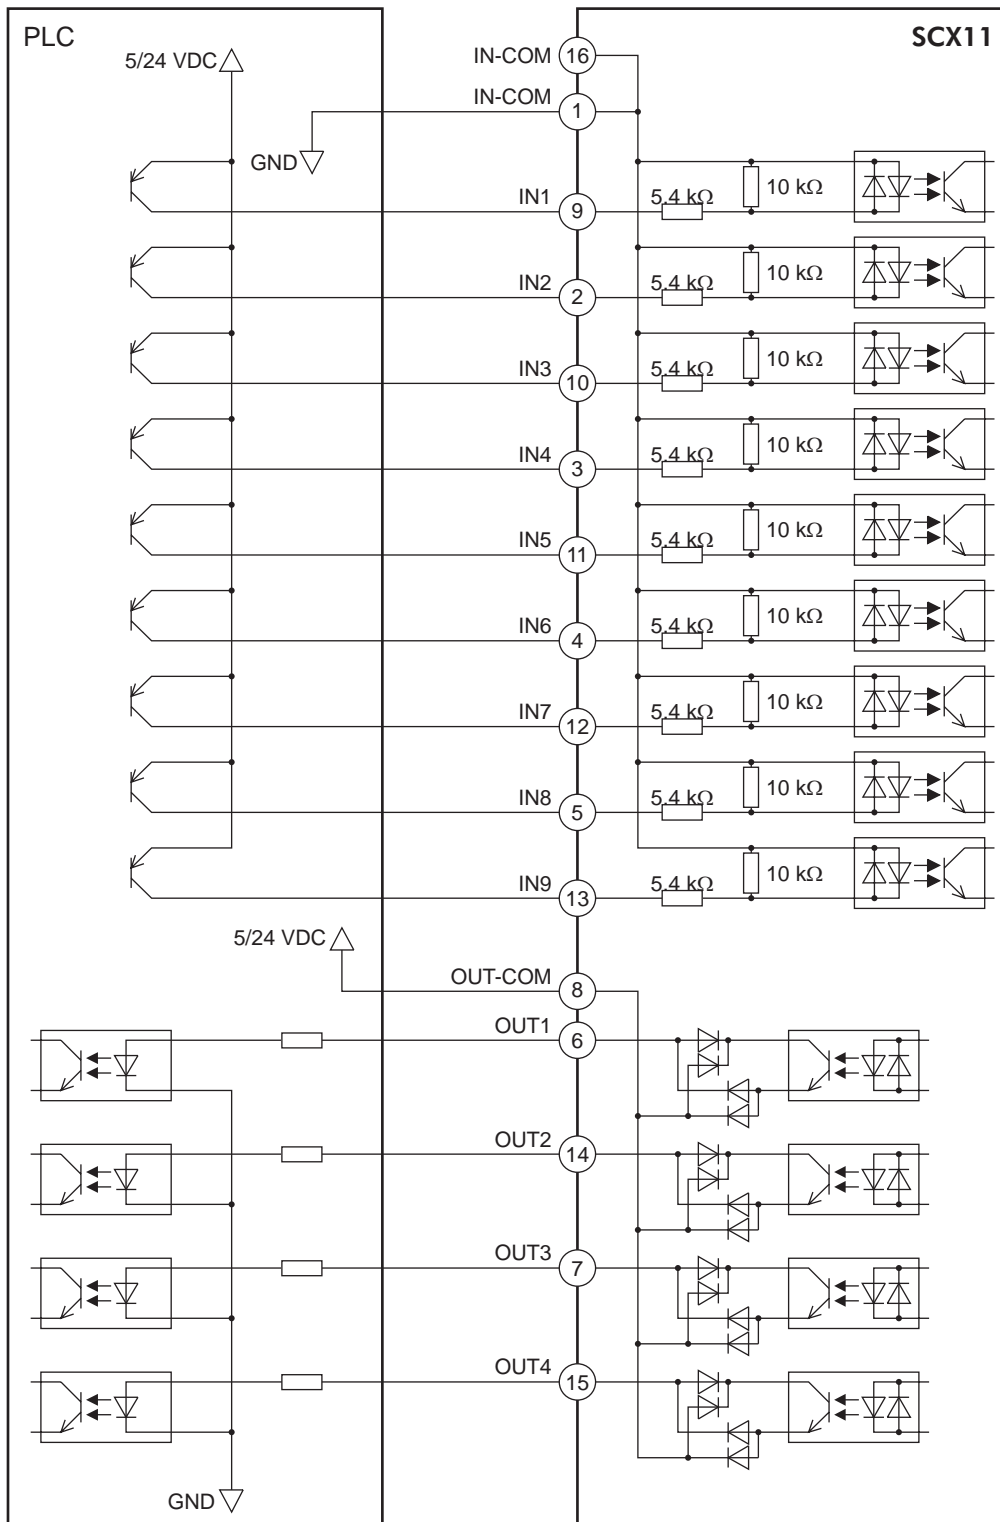 PLC
SCX11
5/24 VDC
IN-COM 16
IN-COM 1
GND
IN1 9 5.4 kΩ 10 kΩ
IN2 2 5.4 kΩ 10 kΩ
IN3 10 5.4 kΩ 10 kΩ
IN4 3 5.4 kΩ 10 kΩ
IN5 11 5.4 kΩ 10 kΩ
IN6 4 5.4 kΩ 10 kΩ
IN7 12 5.4 kΩ 10 kΩ
IN8 5 5.4 kΩ 10 kΩ
IN9 13 5.4 kΩ 10 kΩ
5/24 VDC
OUT-COM 8
OUT1 6
OUT2 14
OUT3 7
OUT4 15
GND